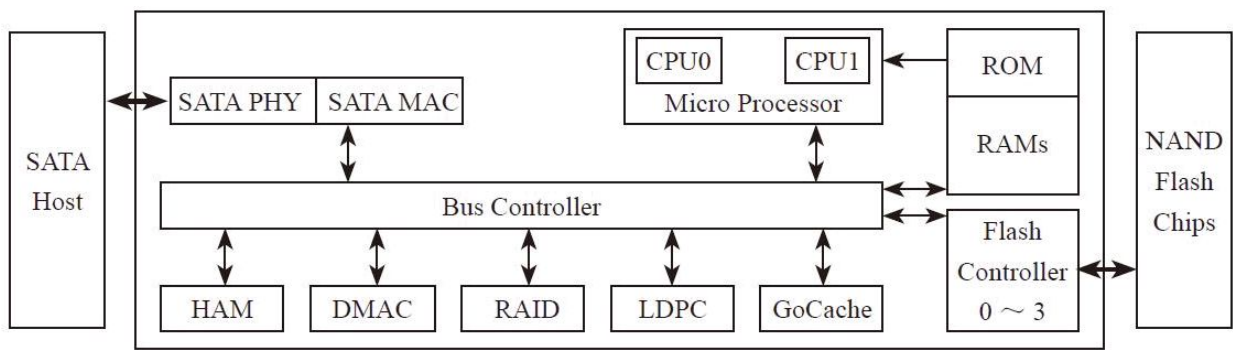 SATA
Host
SATA PHY
SATA MAC
CPU0
CPU1
Micro Processor
ROM
RAMs
Bus Controller
HAM
DMAC
RAID
LDPC
GoCache
Flash
Controller
0 ～ 3
NAND
Flash
Chips